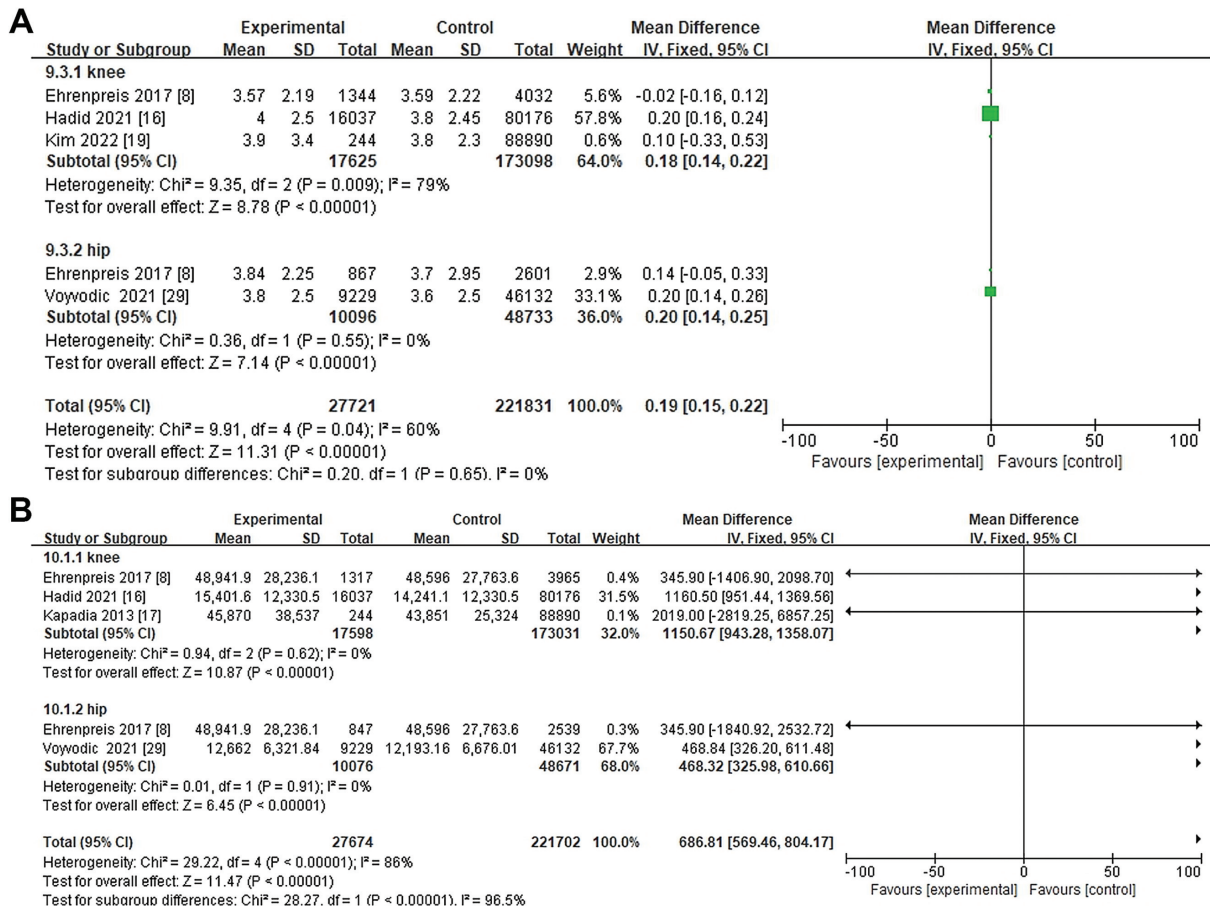 A
Experimental Control Mean Difference Mean Difference
Study or Subgroup Mean SD Total Mean SD Total Weight IV, Fixed, 95% CI IV, Fixed, 95% CI
9.3.1 knee
Ehrenpreis 2017 [8] 3.57 2.19 1344 3.59 2.22 4032 5.6% -0.02 [-0.16, 0.12]
Hadid 2021 [16] 4 2.5 16037 3.8 2.45 80176 57.8% 0.20 [0.16, 0.24]
Kim 2022 [19] 3.9 3.4 244 3.8 2.3 88890 0.6% 0.10 [-0.33, 0.53]
Subtotal (95% CI) 17625 173098 64.0% 0.18 [0.14, 0.22]
Heterogeneity: Chi² = 9.35, df = 2 (P = 0.009); I² = 79%
Test for overall effect: Z = 8.78 (P < 0.00001)
9.3.2 hip
Ehrenpreis 2017 [8] 3.84 2.25 867 3.7 2.95 2601 2.9% 0.14 [-0.05, 0.33]
Voyvodic 2021 [29] 3.8 2.5 9229 3.6 2.5 46132 33.1% 0.20 [0.14, 0.26]
Subtotal (95% CI) 10096 48733 36.0% 0.20 [0.14, 0.25]
Heterogeneity: Chi² = 0.36, df = 1 (P = 0.55); I² = 0%
Test for overall effect: Z = 7.14 (P < 0.00001)
Total (95% CI) 27721 221831 100.0% 0.19 [0.15, 0.22]
Heterogeneity: Chi² = 9.91, df = 4 (P = 0.04); I² = 60%
Test for overall effect: Z = 11.31 (P < 0.00001)
Test for subgroup differences: Chi² = 0.20, df = 1 (P = 0.65), I² = 0%
-100 -50 0 50 100
Favours [experimental] Favours [control]
B
Experimental Control Mean Difference Mean Difference
Study or Subgroup Mean SD Total Mean SD Total Weight IV, Fixed, 95% CI IV, Fixed, 95% CI
10.1.1 knee
Ehrenpreis 2017 [8] 48,941.9 28,236.1 1317 48,596 27,763.6 3965 0.4% 345.90 [-1406.90, 2098.70]
Hadid 2021 [16] 15,401.6 12,330.5 16037 14,241.1 12,330.5 80176 31.5% 1160.50 [951.44, 1369.56]
Kapadia 2013 [17] 45,870 38,537 244 43,851 25,324 88890 0.1% 2019.00 [-2819.25, 6857.25]
Subtotal (95% CI) 17598 173031 32.0% 1150.67 [943.28, 1358.07]
Heterogeneity: Chi² = 0.94, df = 2 (P = 0.62); I² = 0%
Test for overall effect: Z = 10.87 (P < 0.00001)
10.1.2 hip
Ehrenpreis 2017 [8] 48,941.9 28,236.1 847 48,596 27,763.6 2539 0.3% 345.90 [-1840.92, 2532.72]
Voyvodic 2021 [29] 12,662 6,321.84 9229 12,193.16 6,676.01 46132 67.7% 468.84 [326.20, 611.48]
Subtotal (95% CI) 10076 48671 68.0% 468.32 [325.98, 610.66]
Heterogeneity: Chi² = 0.01, df = 1 (P = 0.91); I² = 0%
Test for overall effect: Z = 6.45 (P < 0.00001)
Total (95% CI) 27674 221702 100.0% 686.81 [569.46, 804.17]
Heterogeneity: Chi² = 29.22, df = 4 (P < 0.00001); I² = 86%
Test for overall effect: Z = 11.47 (P < 0.00001)
Test for subgroup differences: Chi² = 28.27, df = 1 (P < 0.00001), I² = 96.5%
-100 -50 0 50 100
Favours [experimental] Favours [control]